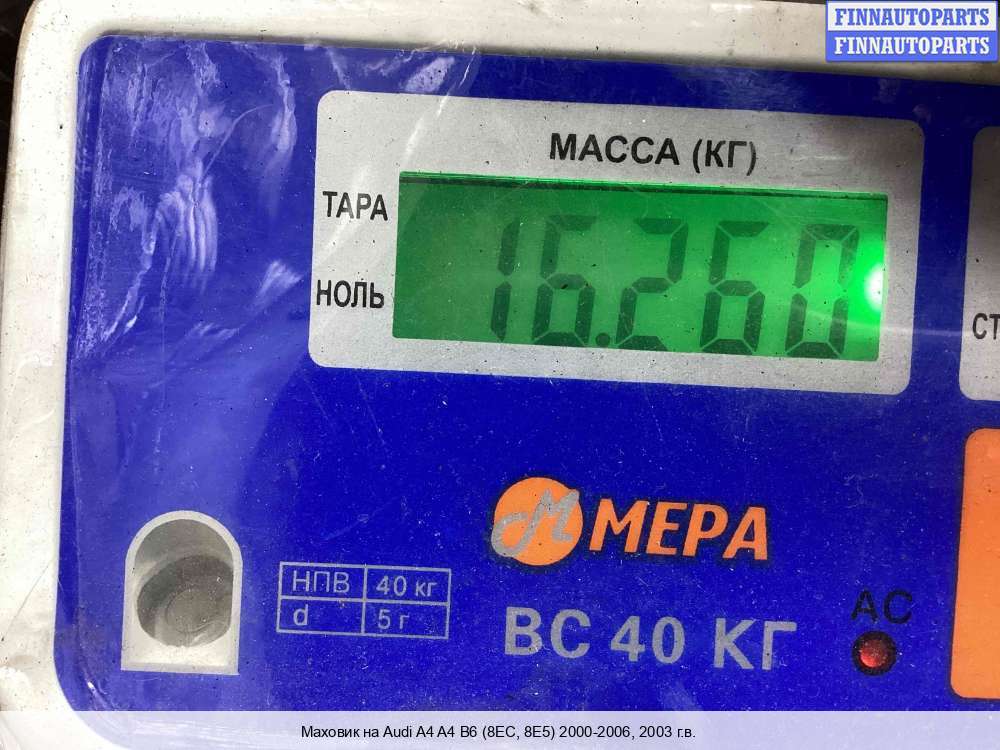 FINNAUTOPARTS
FINNAUTOPARTS
МАССА (КГ)
ТАРА
16.260
НОЛЬ
СТ
М МЕРА
НПВ 40 кг
d 5 г
ВС 40 КГ
АС
Маховик на Audi A4 A4 B6 (8EC, 8E5) 2000-2006, 2003 г.в.